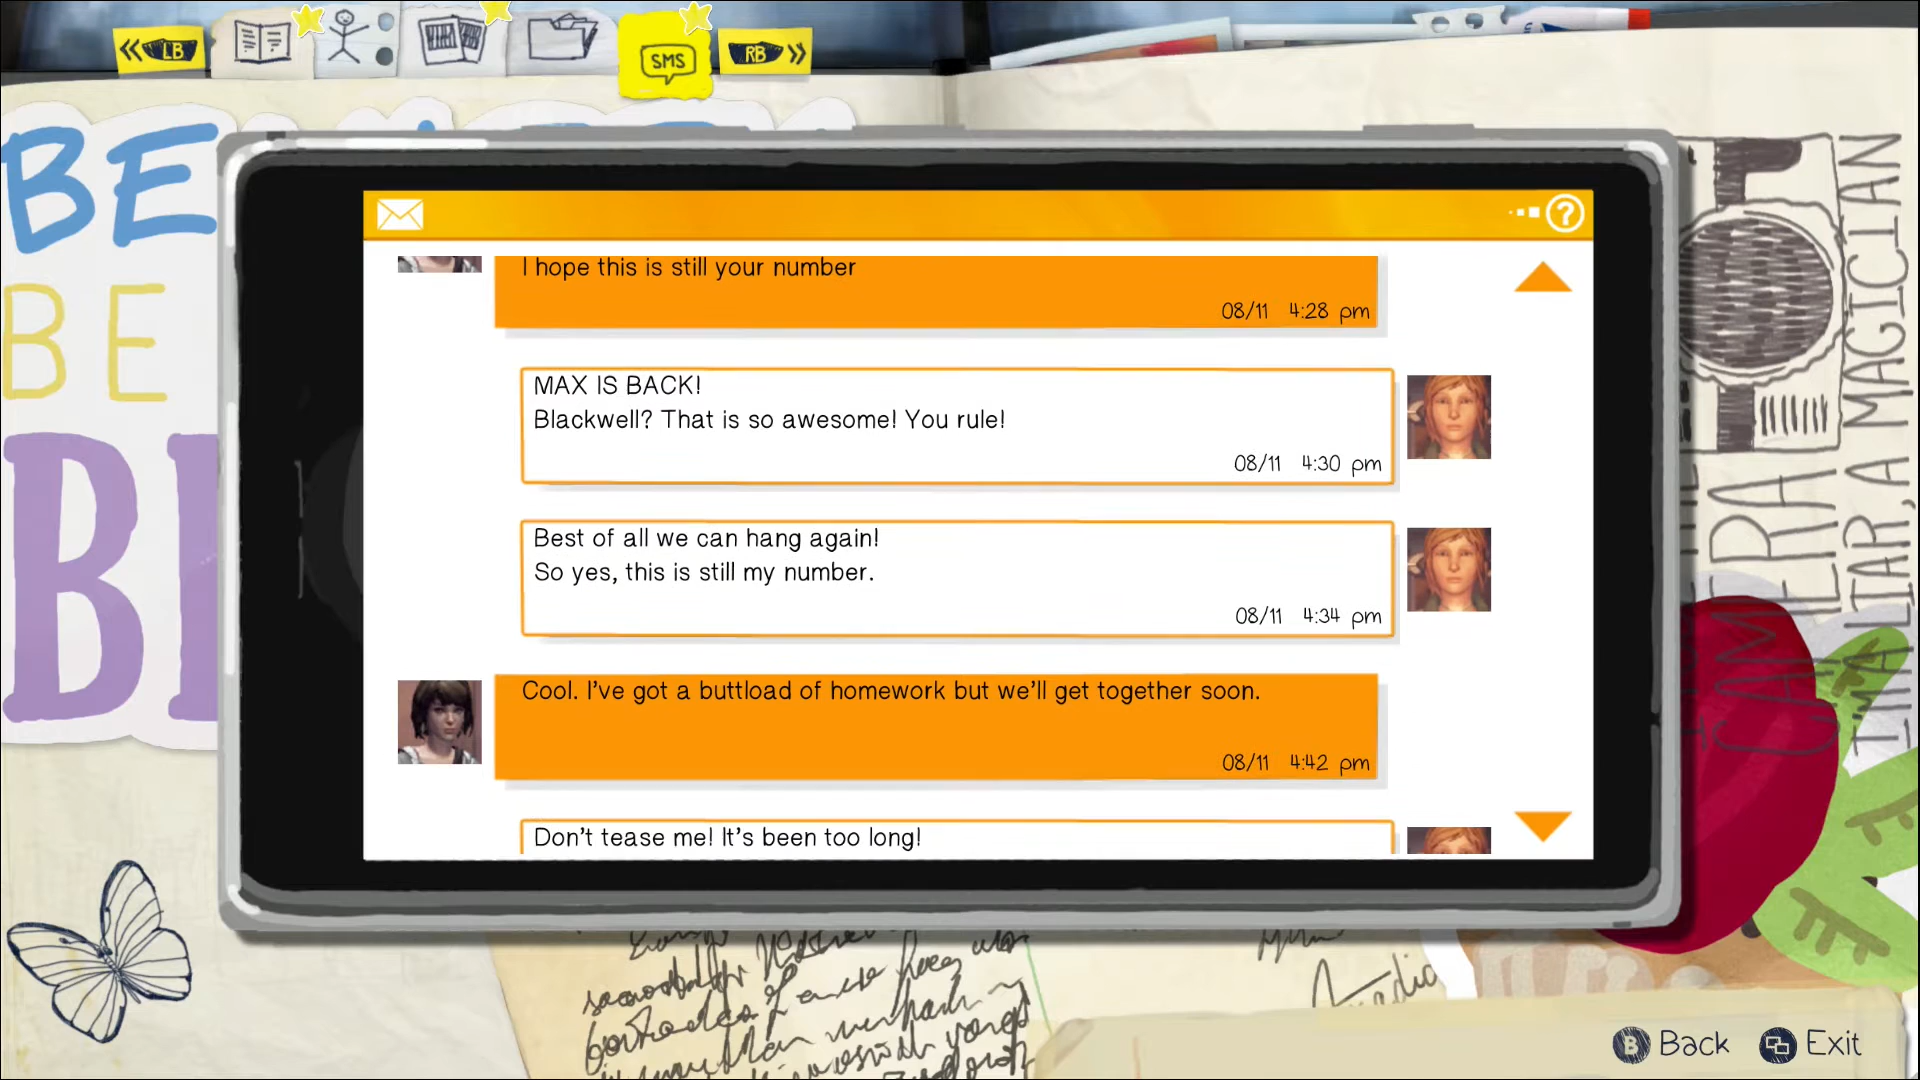 LB
SMS
RB
BE
BE
I hope this is still your number
08/11 4:28 pm
MAX IS BACK!
Blackwell? That is so awesome! You rule!
08/11 4:30 pm
Best of all we can hang again!
So yes, this is still my number.
08/11 4:34 pm
Cool. I've got a buttload of homework but we'll get together soon.
08/11 4:42 pm
Don't tease me! It's been too long!
CAMERA
I'M A LIAR, A MAGICIAN
B Back
Exit